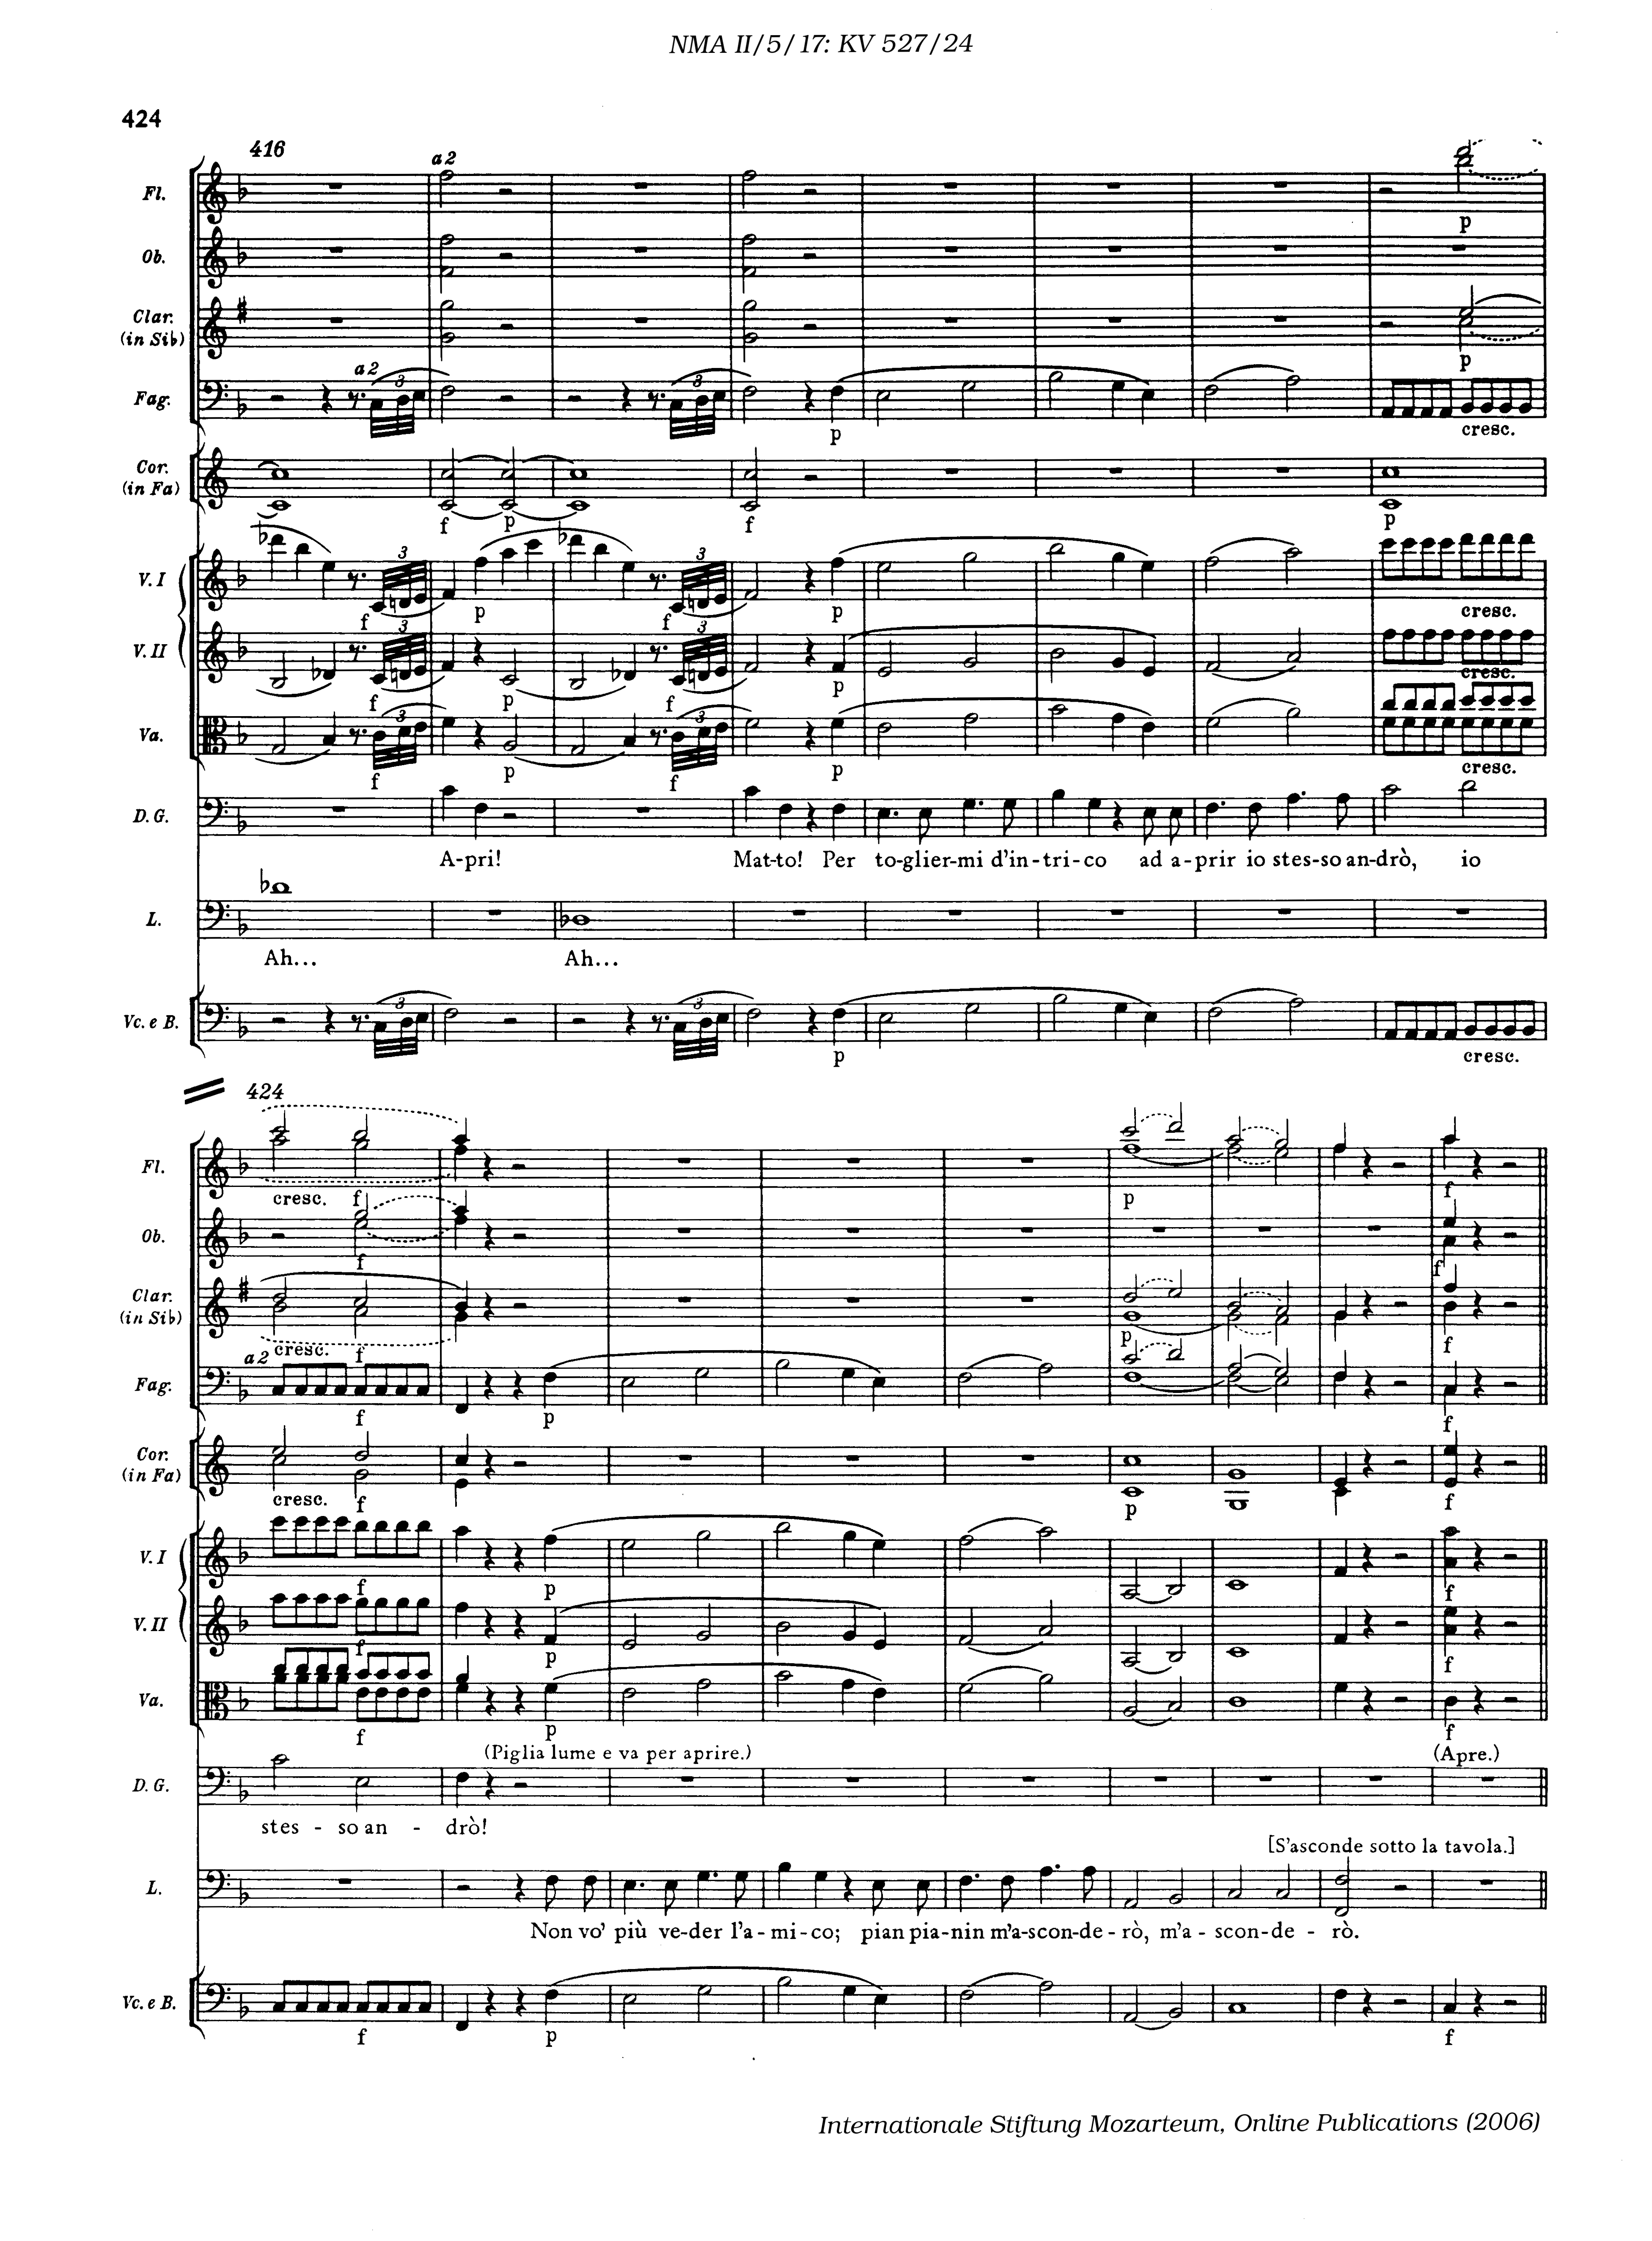 NMA II/5/17: KV 527/24
424
416
a 2
Fl.
p
Ob.
Clar.
(in Sib)
p
a 2
3
3
Fag.
p
cresc.
Cor.
(in Fa)
f
p
f
p
3
3
V. I
f
p
f
p
cresc.
3
3
V. II
f
p
f
p
cresc.
3
3
Va.
f
p
f
p
cresc.
D. G.
A-pri! Mat-to! Per to-glier-mi d'in-tri-co ad a-prir io stes-so an-drò, io
L.
Ah... Ah...
3
3
Vc. e B.
p
cresc.
424
Fl.
cresc. f p f
Ob.
f f
Clar.
(in Sib)
cresc. f p f
a 2
Fag.
f p f
Cor.
(in Fa)
cresc. f p f
V. I
f p f
V. II
f p f
Va.
f p f
(Piglia lume e va per aprire.) (Apre.)
D. G.
stes - so an - drò!
[S'asconde sotto la tavola.]
L.
Non vo' più ve-der l'a-mi-co; pian pia-nin m'a-scon-de-rò, m'a-scon-de - rò.
Vc. e B.
f p f
Internationale Stiftung Mozarteum, Online Publications (2006)